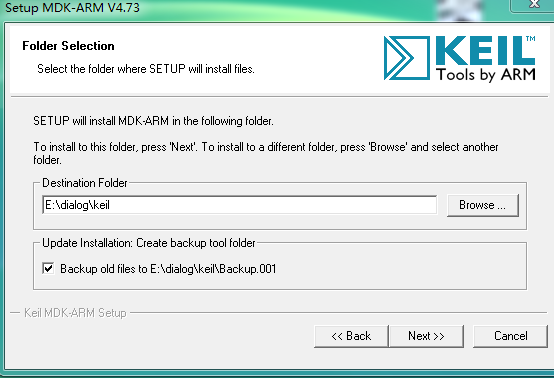 Setup MDK-ARM V4.73
Folder Selection
Select the folder where SETUP will install files.
KEIL™
Tools by ARM
SETUP will install MDK-ARM in the following folder.
To install to this folder, press 'Next'. To install to a different folder, press 'Browse' and select another
folder.
Destination Folder
E:\dialog\keil
Browse ...
Update Installation: Create backup tool folder
Backup old files to E:\dialog\keil\Backup.001
Keil MDK-ARM Setup
<< Back
Next >>
Cancel